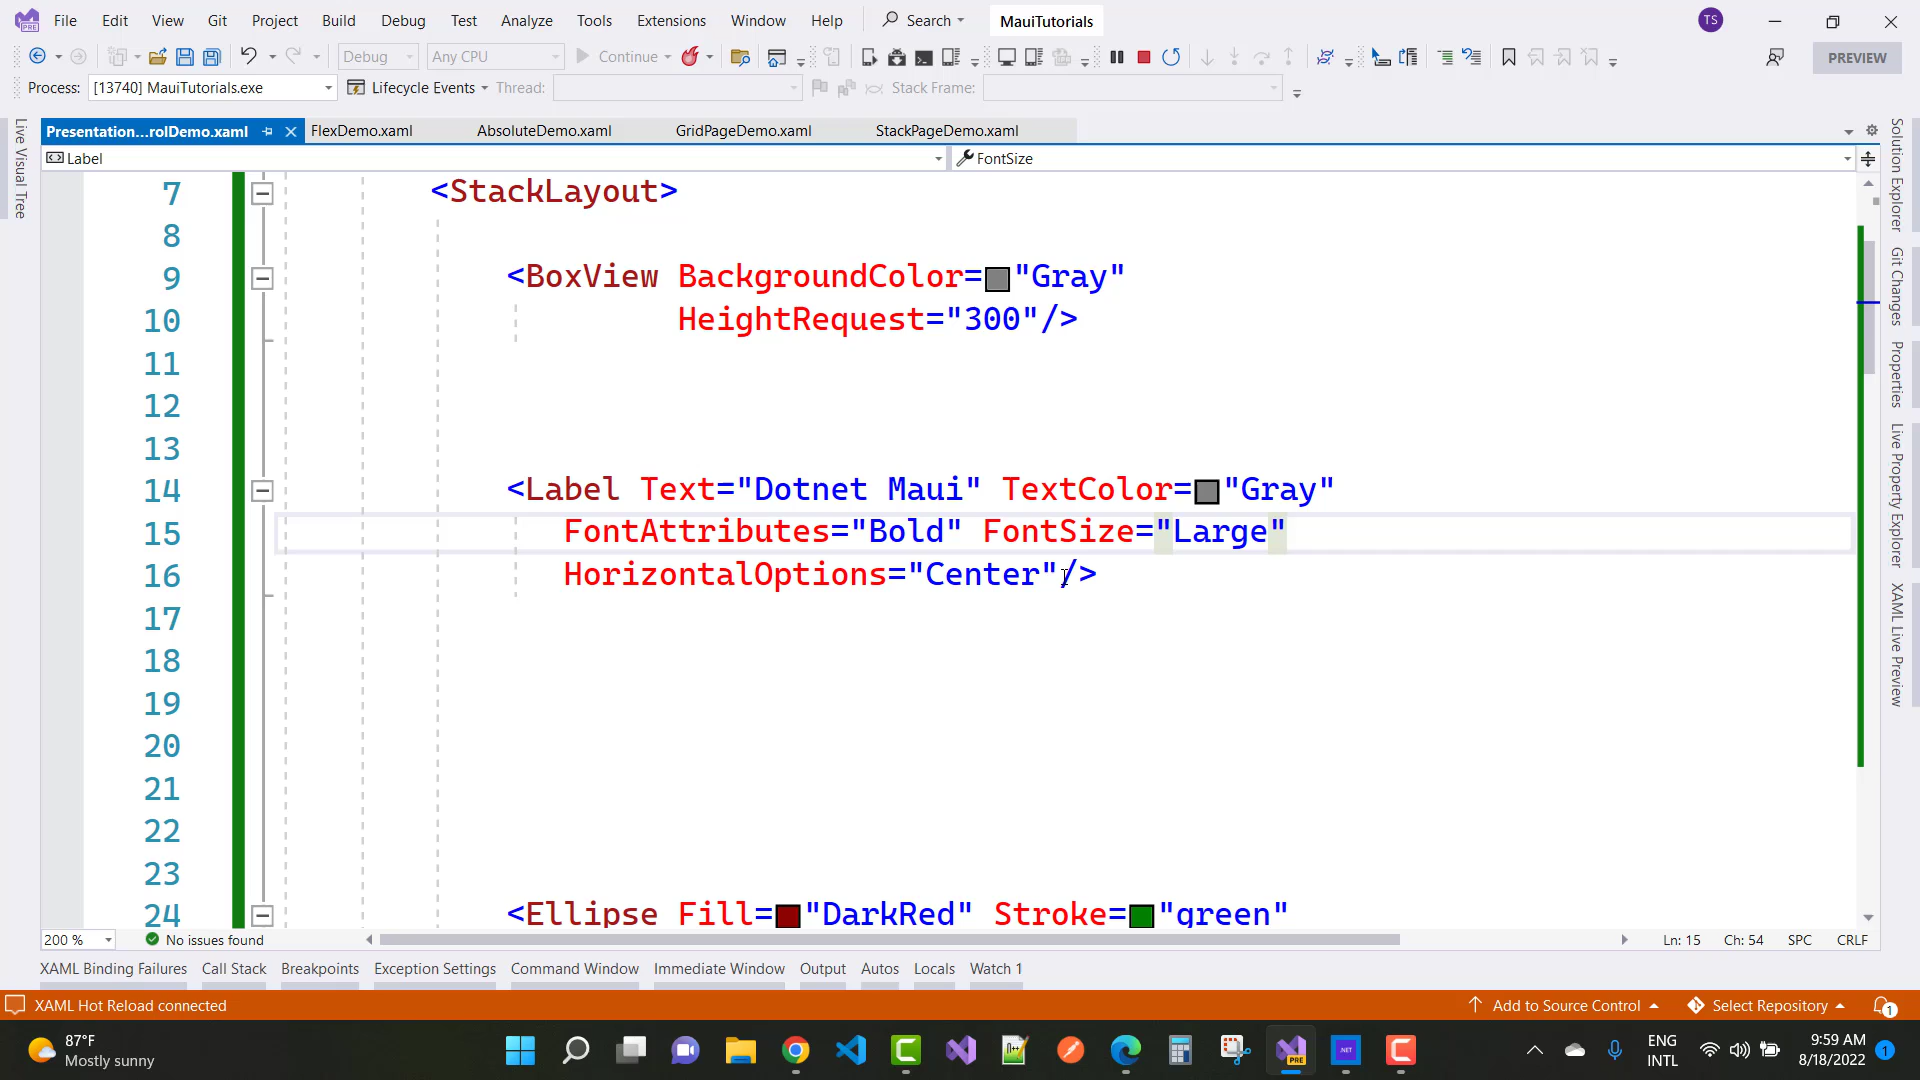 File Edit View Git Project Build Debug Test Analyze Tools Extensions Window Help Search MauiTutorials TS
Debug Any CPU Continue PREVIEW
Process: [13740] MauiTutorials.exe Lifecycle Events Thread: Stack Frame:
Presentation...rolDemo.xaml FlexDemo.xaml AbsoluteDemo.xaml GridPageDemo.xaml StackPageDemo.xaml
Label FontSize
Live Visual Tree
7 <StackLayout>
8
9 <BoxView BackgroundColor="Gray"
10 HeightRequest="300"/>
11
12
13
14 <Label Text="Dotnet Maui" TextColor="Gray"
15 FontAttributes="Bold" FontSize="Large"
16 HorizontalOptions="Center"/>
17
18
19
20
21
22
23
24 <Ellipse Fill="DarkRed" Stroke="green"
Solution Explorer
Git Changes
Properties
Live Property Explorer
XAML Live Preview
200 % No issues found Ln: 15 Ch: 54 SPC CRLF
XAML Binding Failures Call Stack Breakpoints Exception Settings Command Window Immediate Window Output Autos Locals Watch 1
XAML Hot Reload connected Add to Source Control Select Repository 1
87°F
Mostly sunny
PRE
.NET
ENG
INTL
9:59 AM
8/18/2022
1